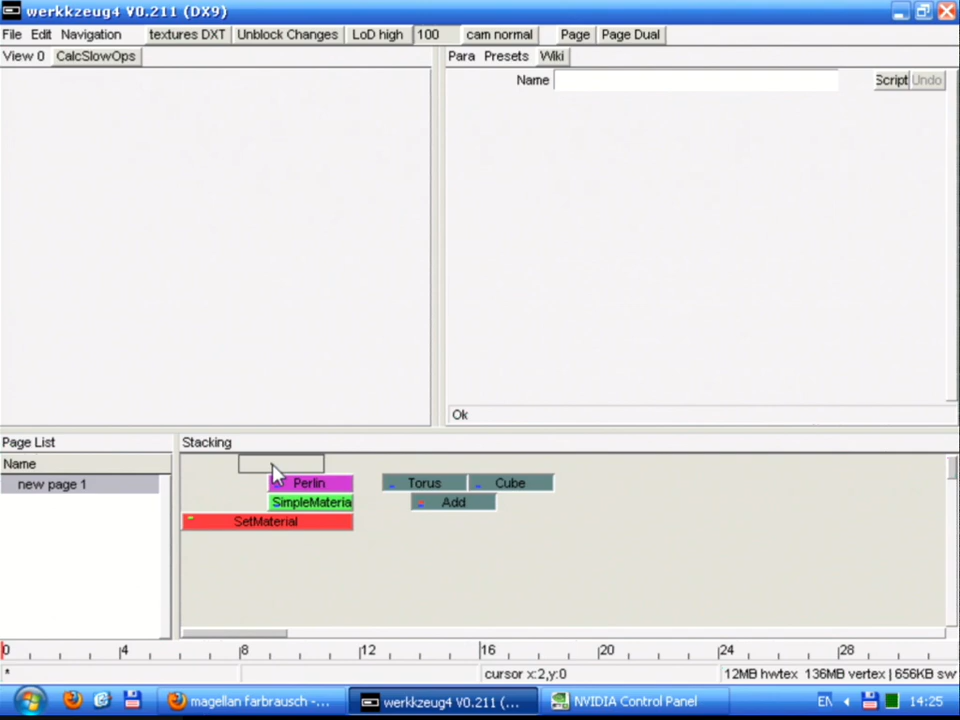 werkkzeug4 V0.211 (DX9)
File Edit Navigation textures DXT Unblock Changes LoD high 100 cam normal Page Page Dual
View 0 CalcSlowOps Para Presets Wiki
Name Script Undo
Ok
Page List Stacking
Name
new page 1 Perlin Torus Cube
SimpleMateria Add
SetMaterial
0 4 8 12 16 20 24 28
* cursor x:2,y:0 12MB hwtex 136MB vertex | 656KB sw
magellan farbrausch -... werkkzeug4 V0.211 (... NVIDIA Control Panel EN 14:25